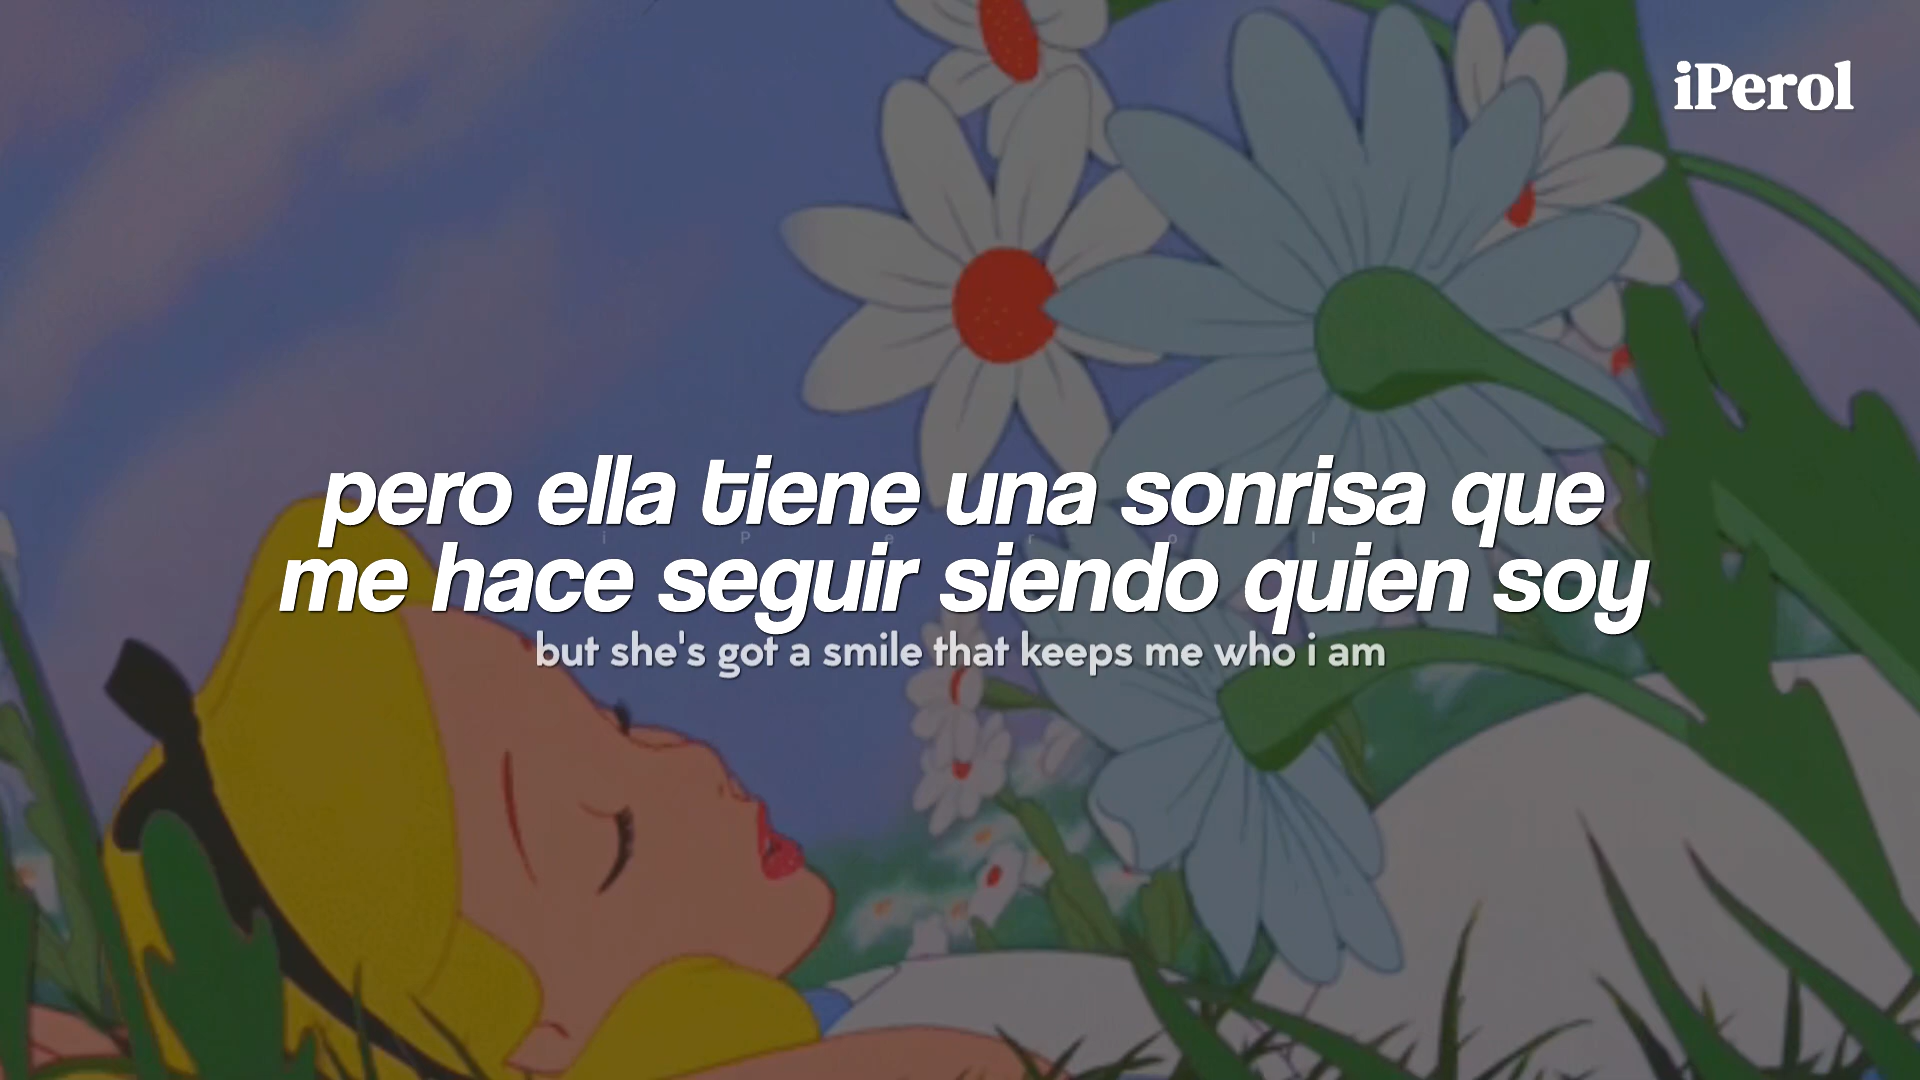 iPerol
pero ella tiene una sonrisa que
i P e r o l
me hace seguir siendo quien soy
but she's got a smile that keeps me who i am